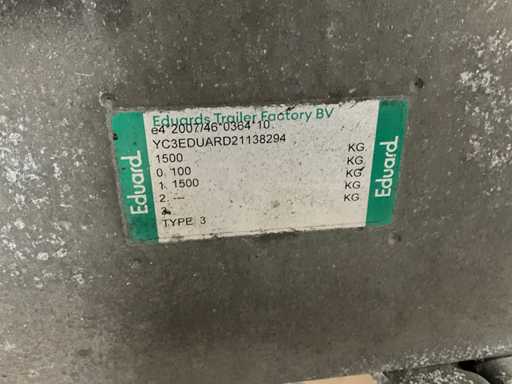 Eduards Trailer Factory BV
e4*2007/46*0364*10
YC3EDUARD21138294
1500 KG
0. 100 KG
1. 1500 KG
2. --- KG
3.
TYPE: 3
Eduard
Eduard